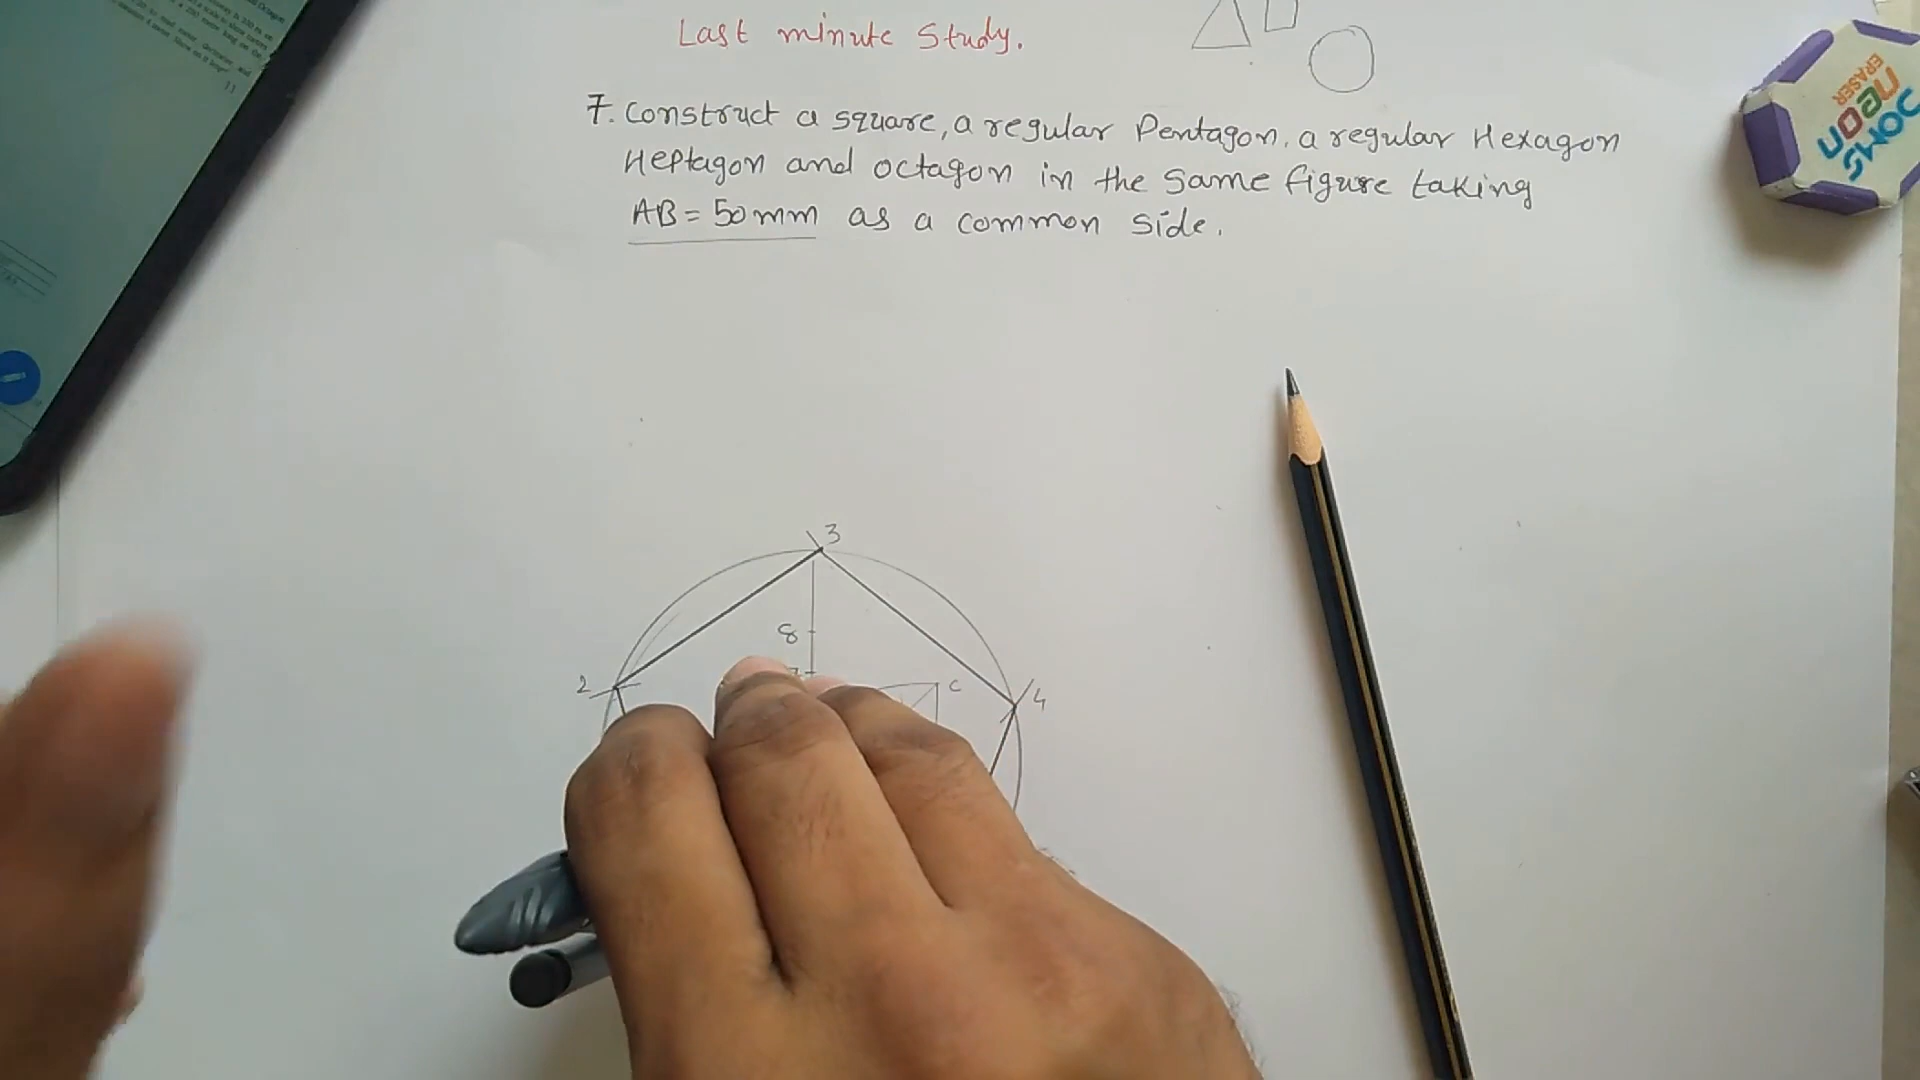 Last minute Study.
7. Construct a square, a regular Pentagon, a regular Hexagon
Heptagon and octagon in the same figure taking
AB = 50mm as a common side.
3
8
2
C
4
DOMS
neon
ERASER